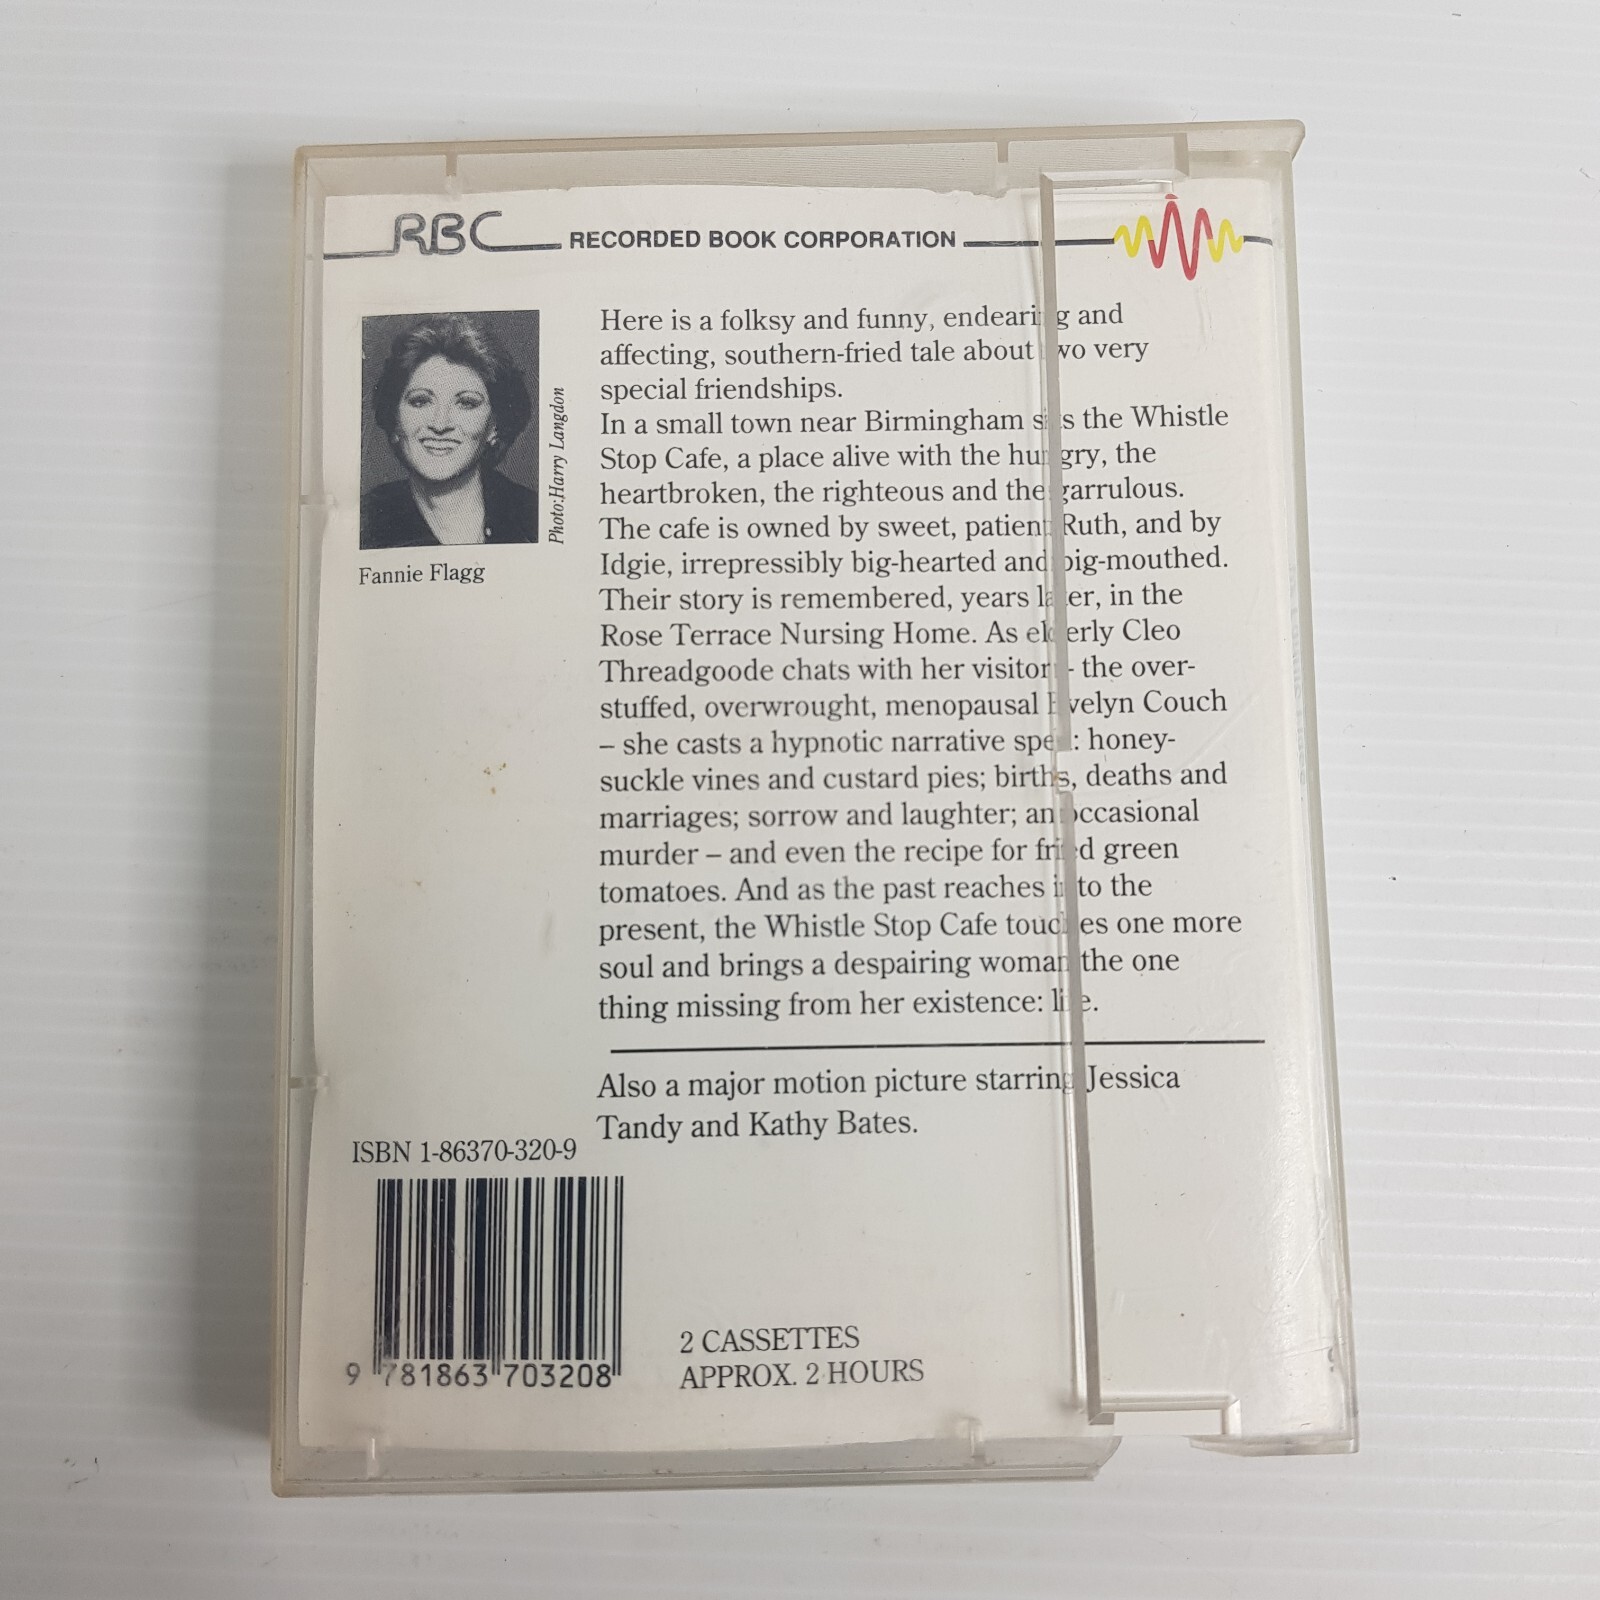 RBC RECORDED BOOK CORPORATION
Here is a folksy and funny, endearing and
affecting, southern-fried tale about two very
special friendships.
In a small town near Birmingham sits the Whistle
Stop Cafe, a place alive with the hungry, the
heartbroken, the righteous and the garrulous.
The cafe is owned by sweet, patient Ruth, and by
Idgie, irrepressibly big-hearted and big-mouthed.
Their story is remembered, years later, in the
Rose Terrace Nursing Home. As elderly Cleo
Threadgoode chats with her visitor - the over-
stuffed, overwrought, menopausal Evelyn Couch
– she casts a hypnotic narrative spell: honey-
suckle vines and custard pies; births, deaths and
marriages; sorrow and laughter; an occasional
murder – and even the recipe for fried green
tomatoes. And as the past reaches into the
present, the Whistle Stop Cafe touches one more
soul and brings a despairing woman the one
thing missing from her existence: life.
Photo:Harry Langdon
Fannie Flagg
Also a major motion picture starring Jessica
Tandy and Kathy Bates.
ISBN 1-86370-320-9
9 781863 703208
2 CASSETTES
APPROX. 2 HOURS